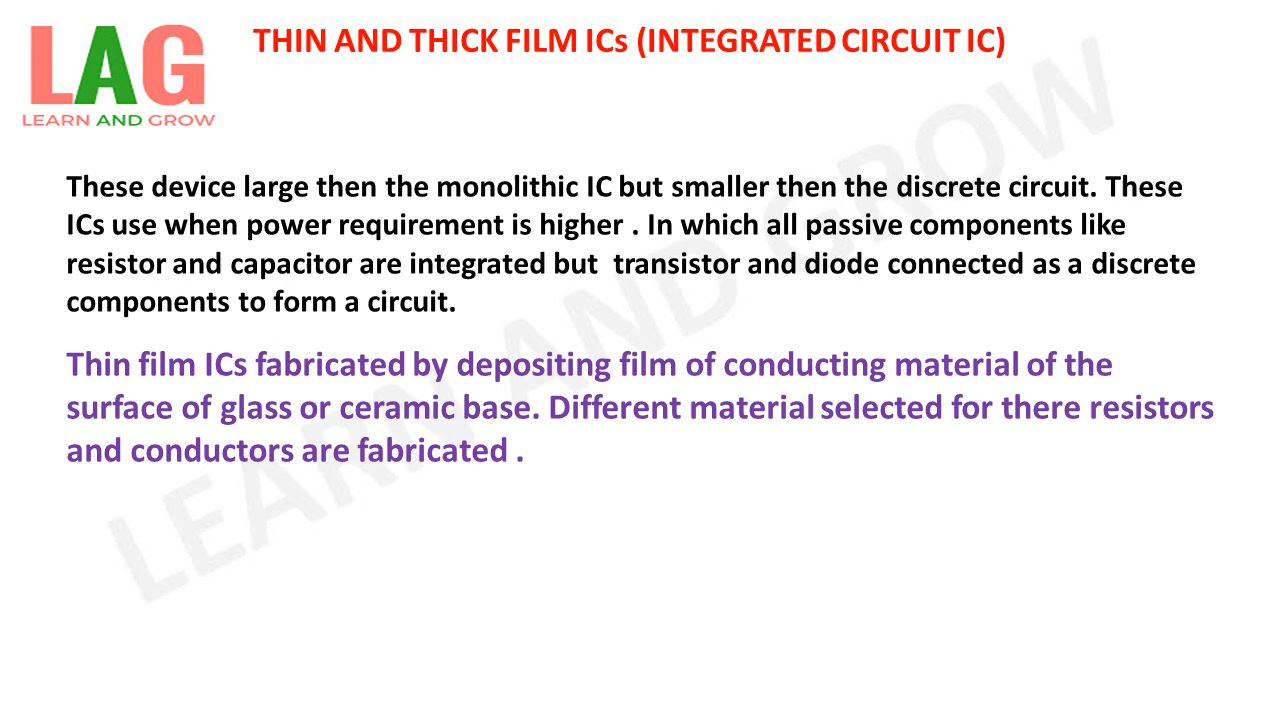 LAG
LEARN AND GROW
THIN AND THICK FILM ICs (INTEGRATED CIRCUIT IC)
These device large then the monolithic IC but smaller then the discrete circuit. These
ICs use when power requirement is higher . In which all passive components like
resistor and capacitor are integrated but  transistor and diode connected as a discrete
components to form a circuit.
Thin film ICs fabricated by depositing film of conducting material of the
surface of glass or ceramic base. Different material selected for there resistors
and conductors are fabricated .
LEARN AND GROW